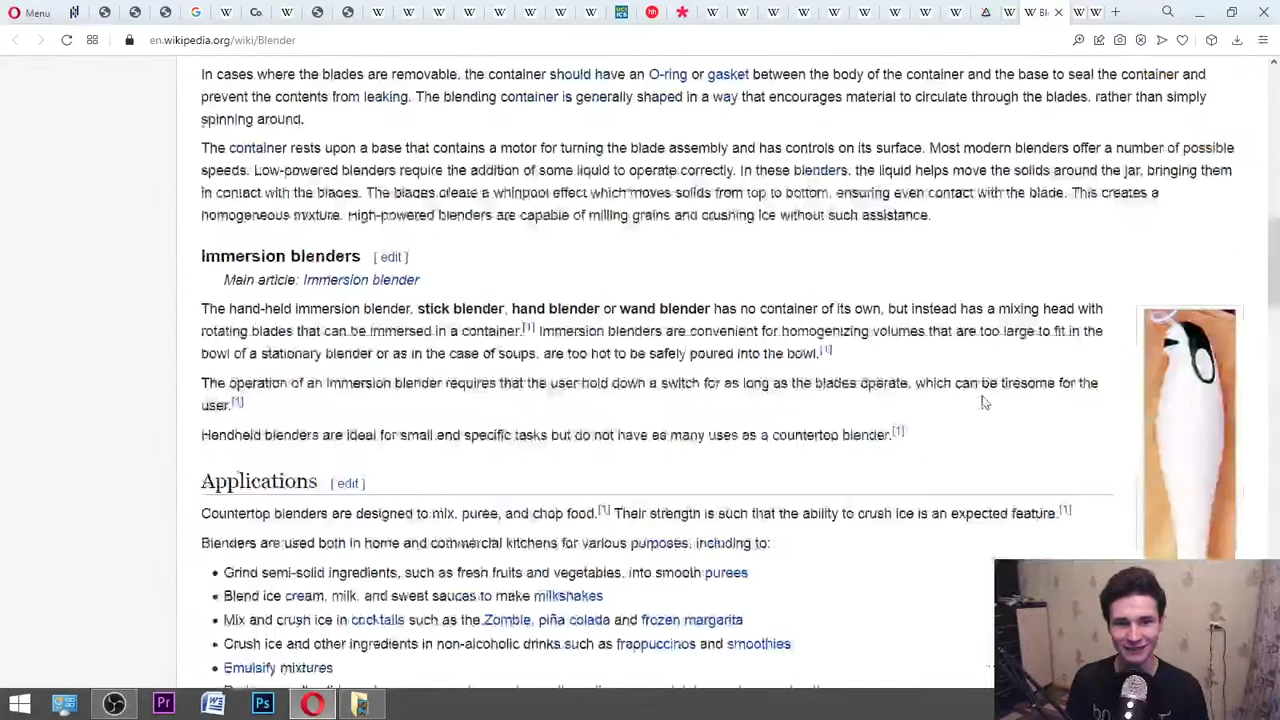 Menu
Co
UCI
ICS
hh
Bl
en.wikipedia.org/wiki/Blender
In cases where the blades are removable, the container should have an O-ring or gasket between the body of the container and the base to seal the container and
prevent the contents from leaking. The blending container is generally shaped in a way that encourages material to circulate through the blades, rather than simply
spinning around.
The container rests upon a base that contains a motor for turning the blade assembly and has controls on its surface. Most modern blenders offer a number of possible
speeds. Low-powered blenders require the addition of some liquid to operate correctly. In these blenders, the liquid helps move the solids around the jar, bringing them
in contact with the blades. The blades create a whirlpool effect which moves solids from top to bottom, ensuring even contact with the blade. This creates a
homogeneous mixture. High-powered blenders are capable of milling grains and crushing ice without such assistance.
Immersion blenders [ edit ]
Main article: Immersion blender
The hand-held immersion blender, stick blender, hand blender or wand blender has no container of its own, but instead has a mixing head with
rotating blades that can be immersed in a container.[1] Immersion blenders are convenient for homogenizing volumes that are too large to fit in the
bowl of a stationary blender or as in the case of soups, are too hot to be safely poured into the bowl.[1]
The operation of an immersion blender requires that the user hold down a switch for as long as the blades operate, which can be tiresome for the
user.[1]
Handheld blenders are ideal for small and specific tasks but do not have as many uses as a countertop blender.[1]
Applications [ edit ]
Countertop blenders are designed to mix, puree, and chop food.[1] Their strength is such that the ability to crush ice is an expected feature.[1]
Blenders are used both in home and commercial kitchens for various purposes, including to:
• Grind semi-solid ingredients, such as fresh fruits and vegetables, into smooth purees
• Blend ice cream, milk, and sweet sauces to make milkshakes
• Mix and crush ice in cocktails such as the Zombie, piña colada and frozen margarita
• Crush ice and other ingredients in non-alcoholic drinks such as frappuccinos and smoothies
• Emulsify mixtures
Pr
W
Ps